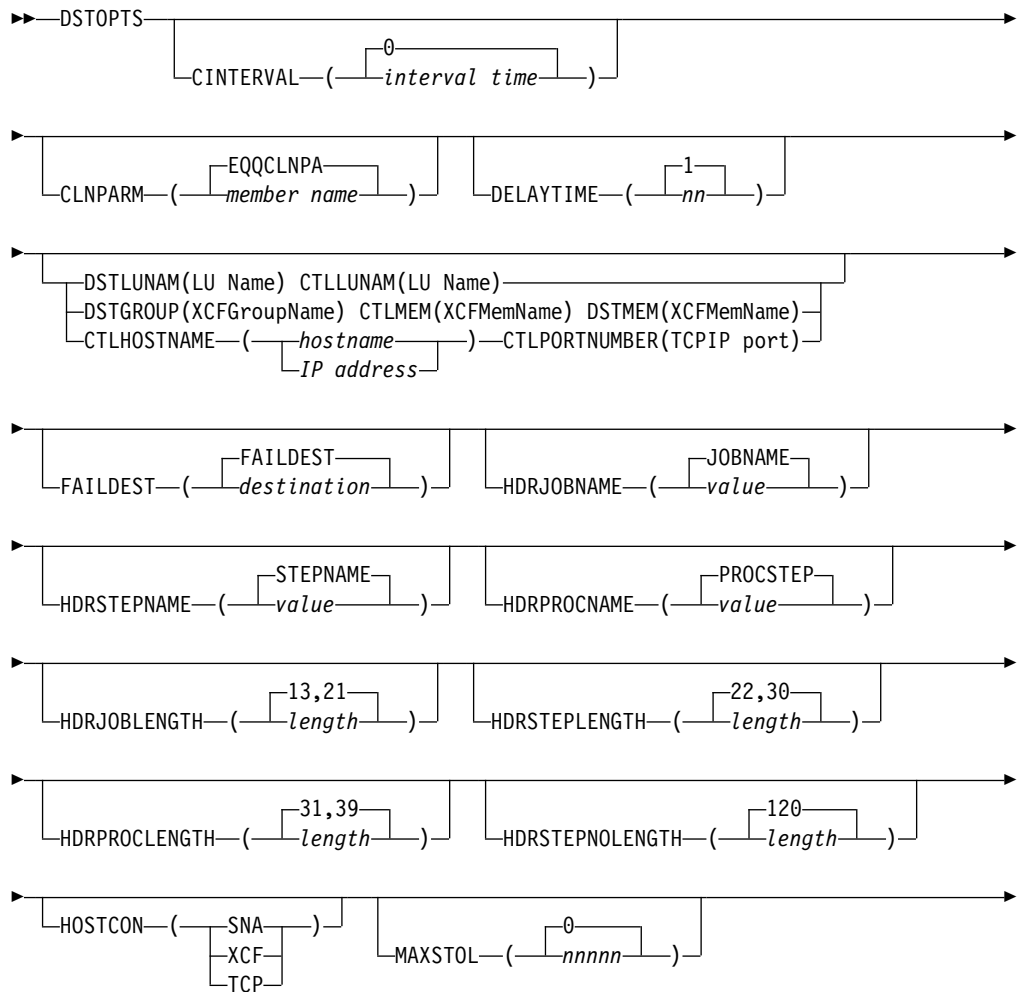 DSTOPTS
0
CINTERVAL ( interval time )
EQQCLNPA 1
CLNPARM ( member name ) DELAYTIME ( nn )
DSTLUNAM(LU Name) CTLLUNAM(LU Name)
DSTGROUP(XCFGroupName) CTLMEM(XCFMemName) DSTMEM(XCFMemName)
CTLHOSTNAME ( hostname ) CTLPORTNUMBER(TCPIP port)
IP address
FAILDEST JOBNAME
FAILDEST ( destination ) HDRJOBNAME ( value )
STEPNAME PROCSTEP
HDRSTEPNAME ( value ) HDRPROCNAME ( value )
13,21 22,30
HDRJOBLENGTH ( length ) HDRSTEPLENGTH ( length )
31,39 120
HDRPROCLENGTH ( length ) HDRSTEPNOLENGTH ( length )
0
HOSTCON ( SNA ) MAXSTOL ( nnnnn )
XCF
TCP